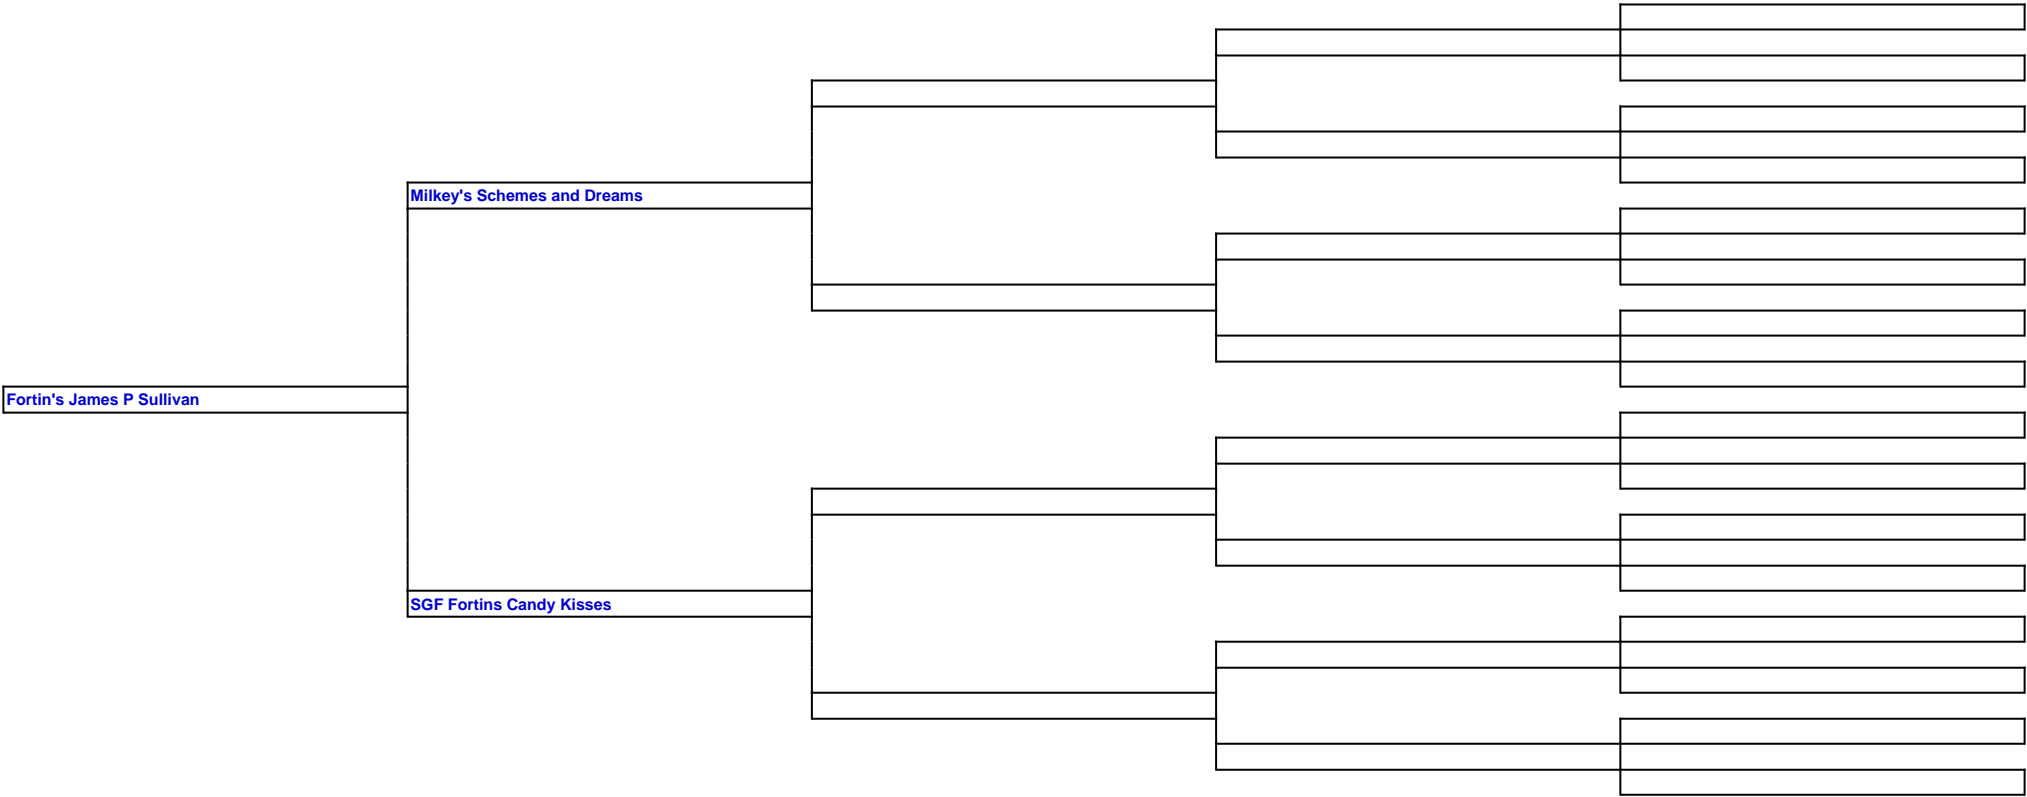 Milkey's Schemes and Dreams
Fortin's James P Sullivan
SGF Fortins Candy Kisses